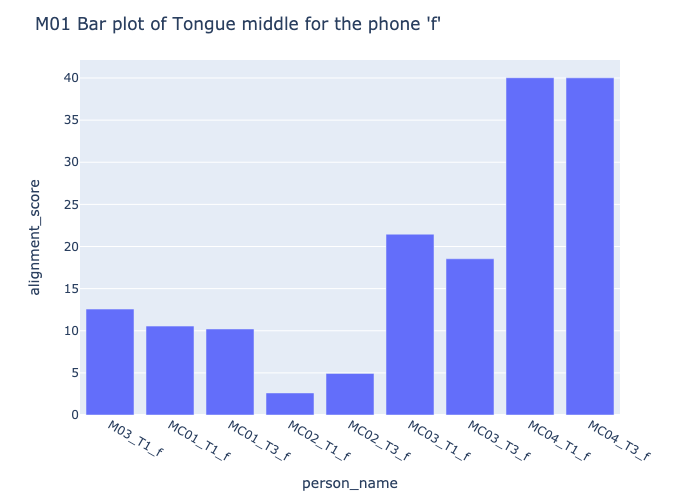 M01 Bar plot of Tongue middle for the phone 'f'
alignment_score
40
35
30
25
20
15
10
5
0
M03_T1_f
MC01_T1_f
MC01_T3_f
MC02_T1_f
MC02_T3_f
MC03_T1_f
MC03_T3_f
MC04_T1_f
MC04_T3_f
person_name